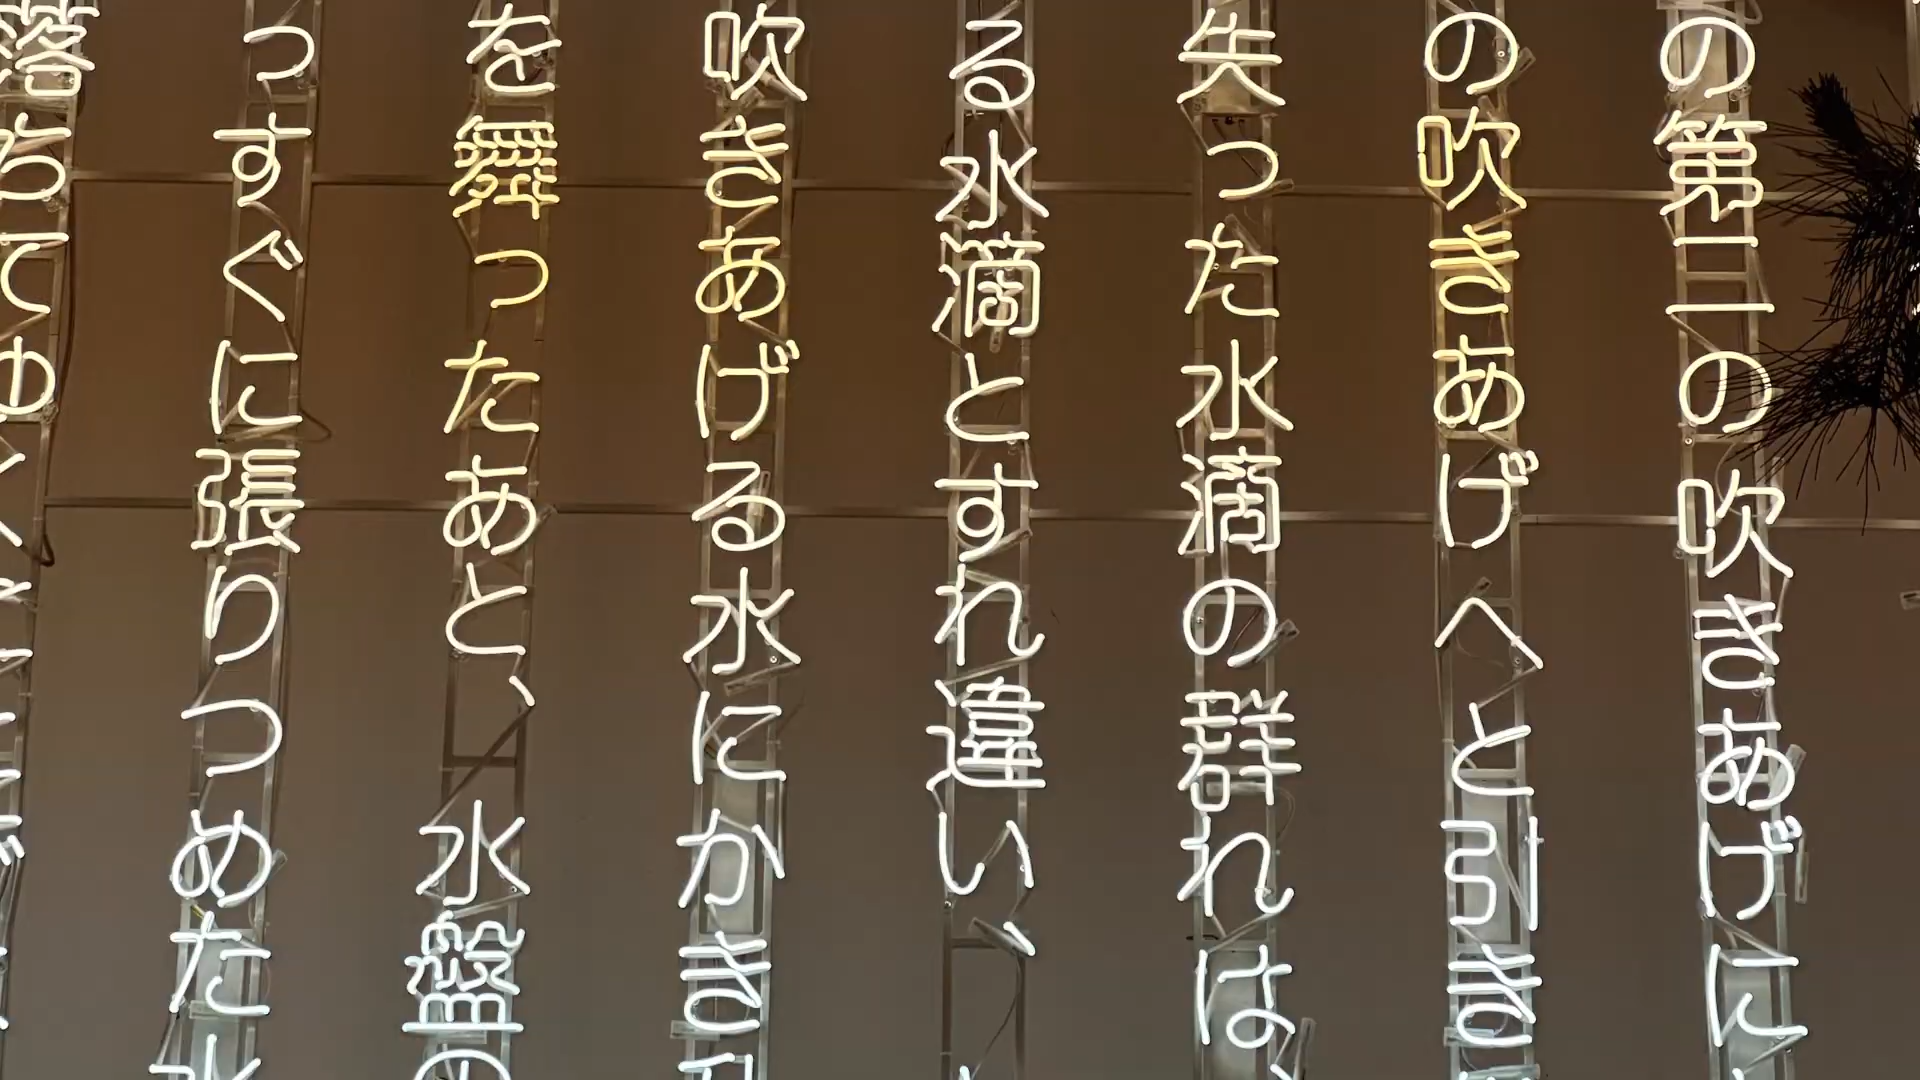 の第二の吹きあげに
の吹きあげへと引き
失った水滴の群れは、
る水滴とすれ違い、
吹きあげる水にかき
を舞ったあと、水盤の
っすぐに張りつめた水
落ちてゆく